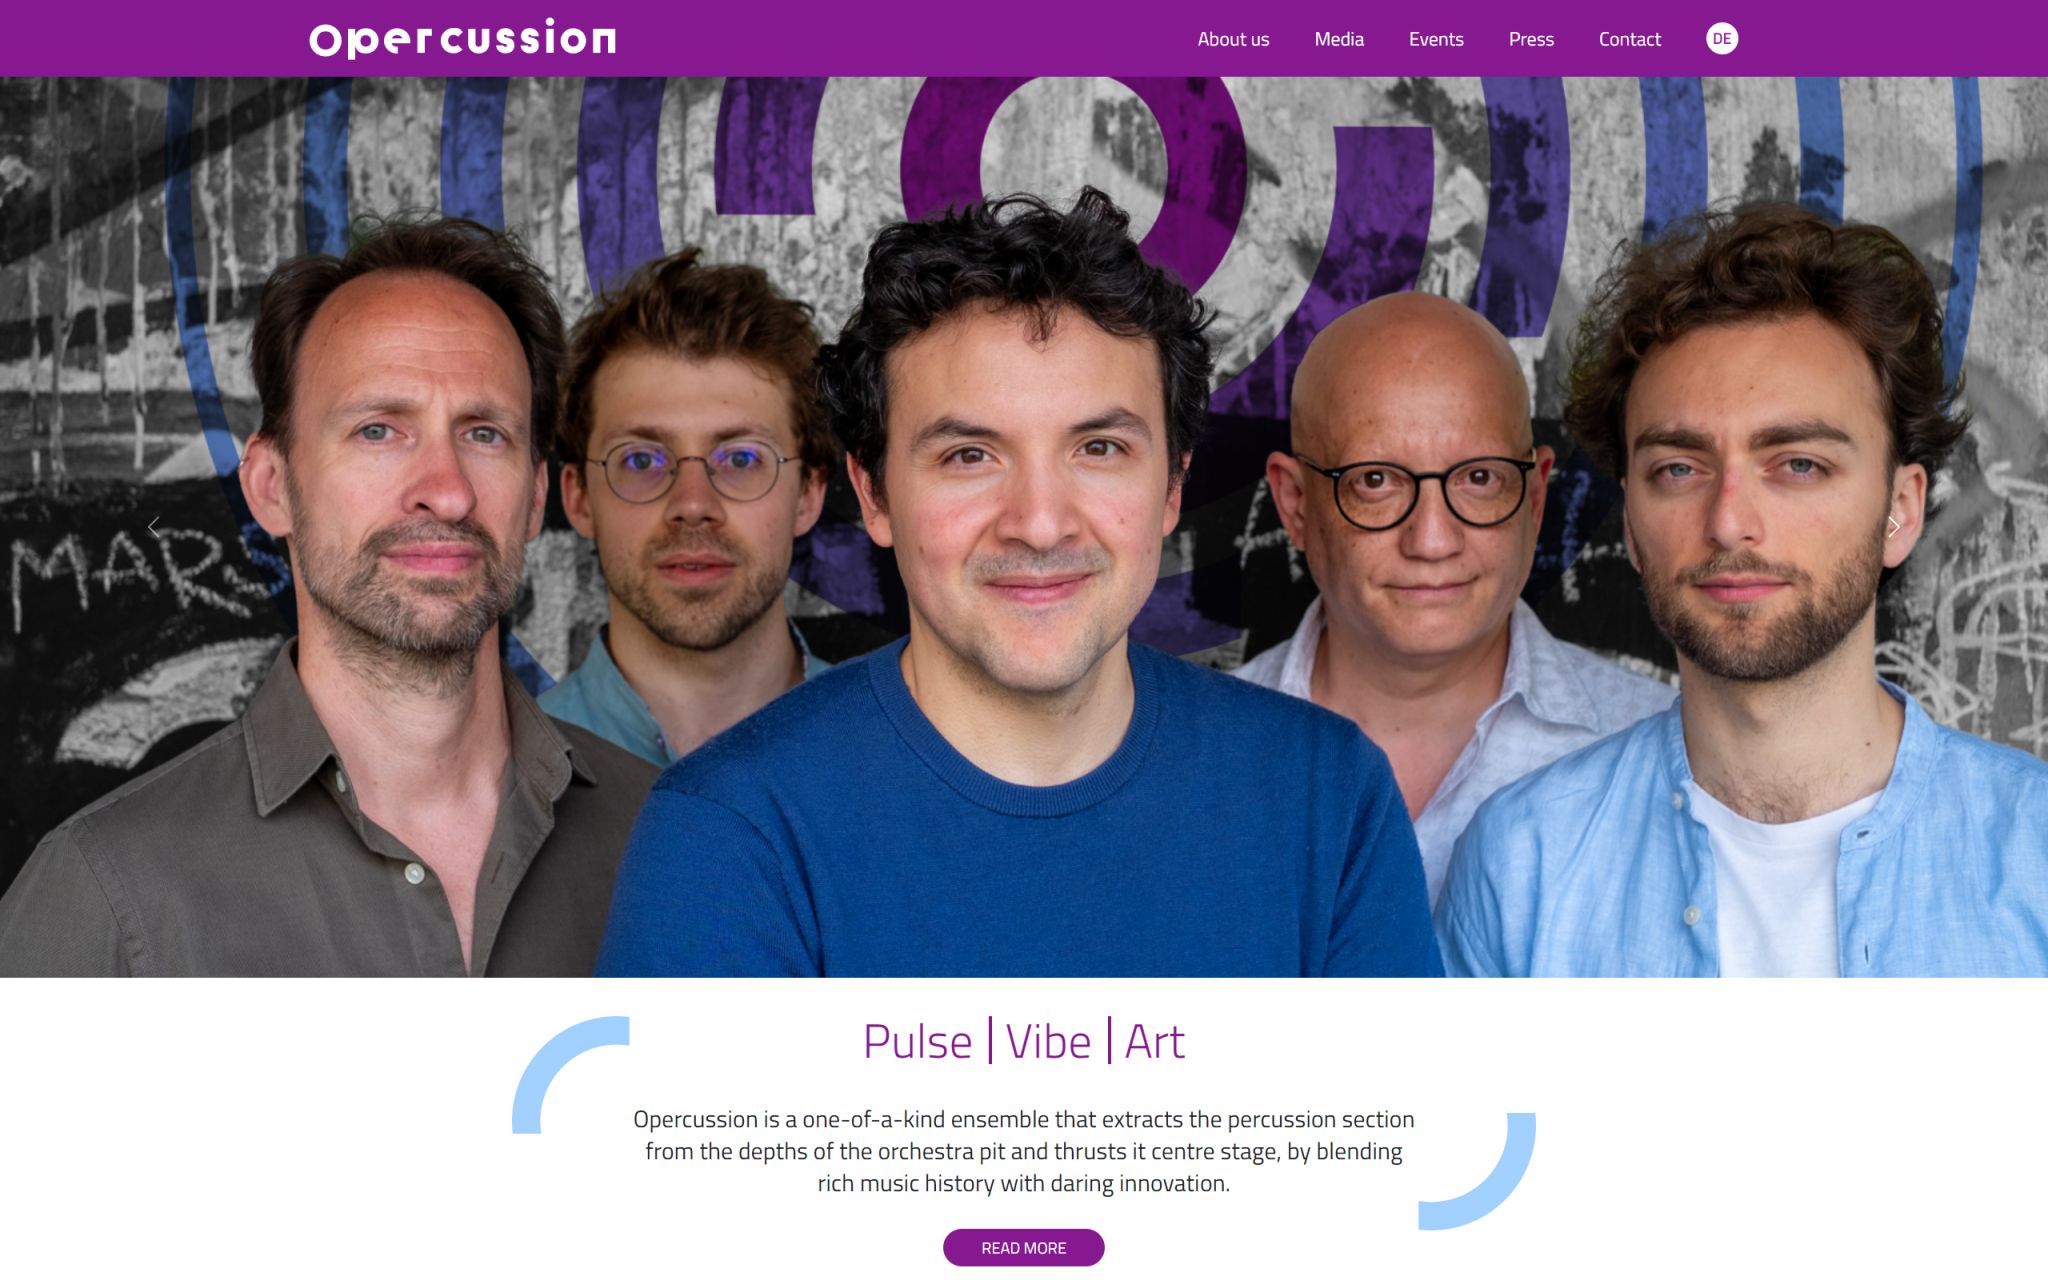 Opercussion
About us
Media
Events
Press
Contact
DE
MARS
Pulse | Vibe | Art
Opercussion is a one-of-a-kind ensemble that extracts the percussion section
from the depths of the orchestra pit and thrusts it centre stage, by blending
rich music history with daring innovation.
READ MORE